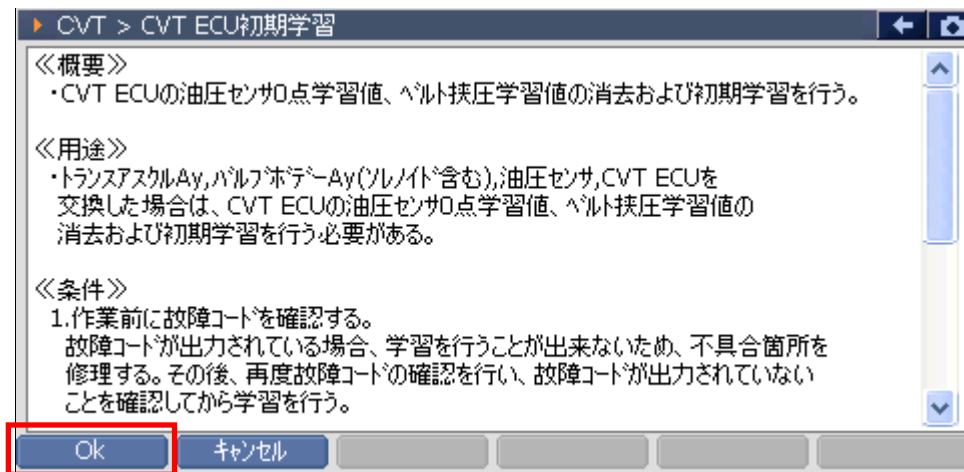 CVT > CVT ECU初期学習
≪概要≫
・CVT ECUの油圧センサ0点学習値、ベルト挟圧学習値の消去および初期学習を行う。
≪用途≫
・トランスアスクルAy,バルブボデーAy(ソレノイド含む),油圧センサ,CVT ECUを
交換した場合は、CVT ECUの油圧センサ0点学習値、ベルト挟圧学習値の
消去および初期学習を行う必要がある。
≪条件≫
1.作業前に故障コードを確認する。
故障コードが出力されている場合、学習を行うことが出来ないため、不具合箇所を
修理する。その後、再度故障コードの確認を行い、故障コードが出力されていない
ことを確認してから学習を行う。
Ok キャンセル